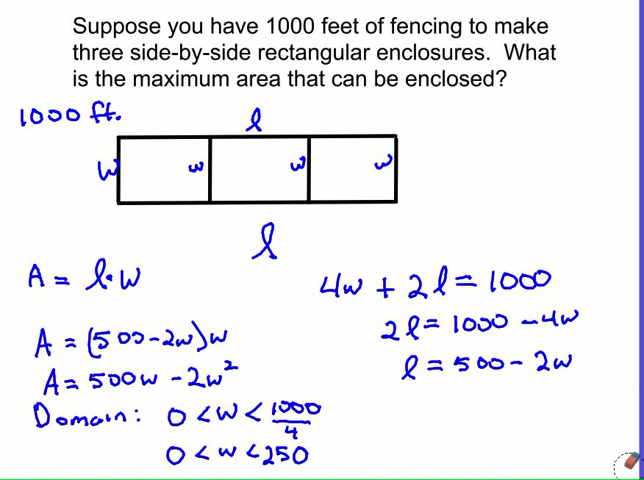 Suppose you have 1000 feet of fencing to make
three side-by-side rectangular enclosures. What
is the maximum area that can be enclosed?
1000 ft.
l
w w w w
l
A = l·w
4w + 2l = 1000
2l = 1000 - 4w
A = (500-2w)w
l = 500 - 2w
A = 500w - 2w²
Domain: 0 < w < 1000/4
0 < w < 250